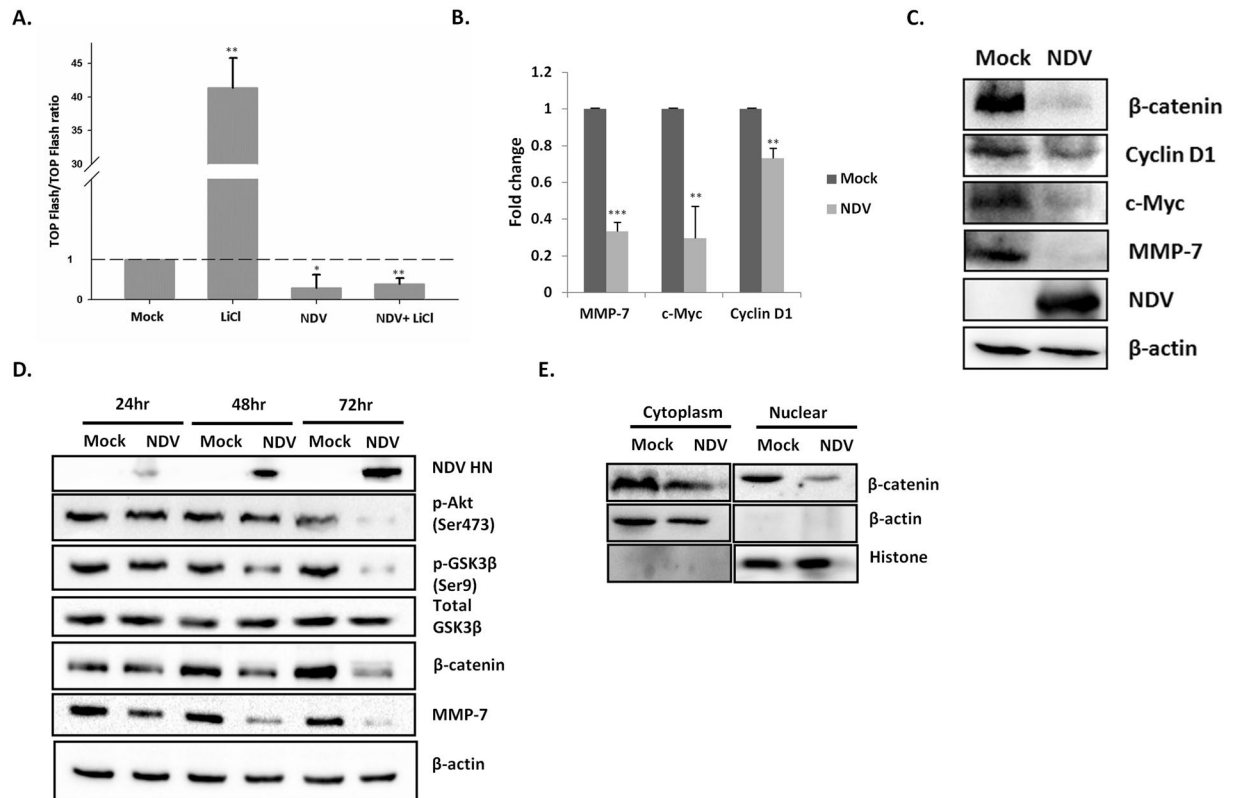 A.
TOP Flash/TOP Flash ratio
45
40
35
30
1
0
**
*
**
Mock
LiCl
NDV
NDV+ LiCl
B.
Fold change
1.2
1
0.8
0.6
0.4
0.2
0
***
**
**
MMP-7
c-Myc
Cyclin D1
Mock
NDV
C.
Mock NDV
β-catenin
Cyclin D1
c-Myc
MMP-7
NDV
β-actin
D.
24hr 48hr 72hr
Mock NDV Mock NDV Mock NDV
NDV HN
p-Akt
(Ser473)
p-GSK3β
(Ser9)
Total
GSK3β
β-catenin
MMP-7
β-actin
E.
Cytoplasm Nuclear
Mock NDV Mock NDV
β-catenin
β-actin
Histone